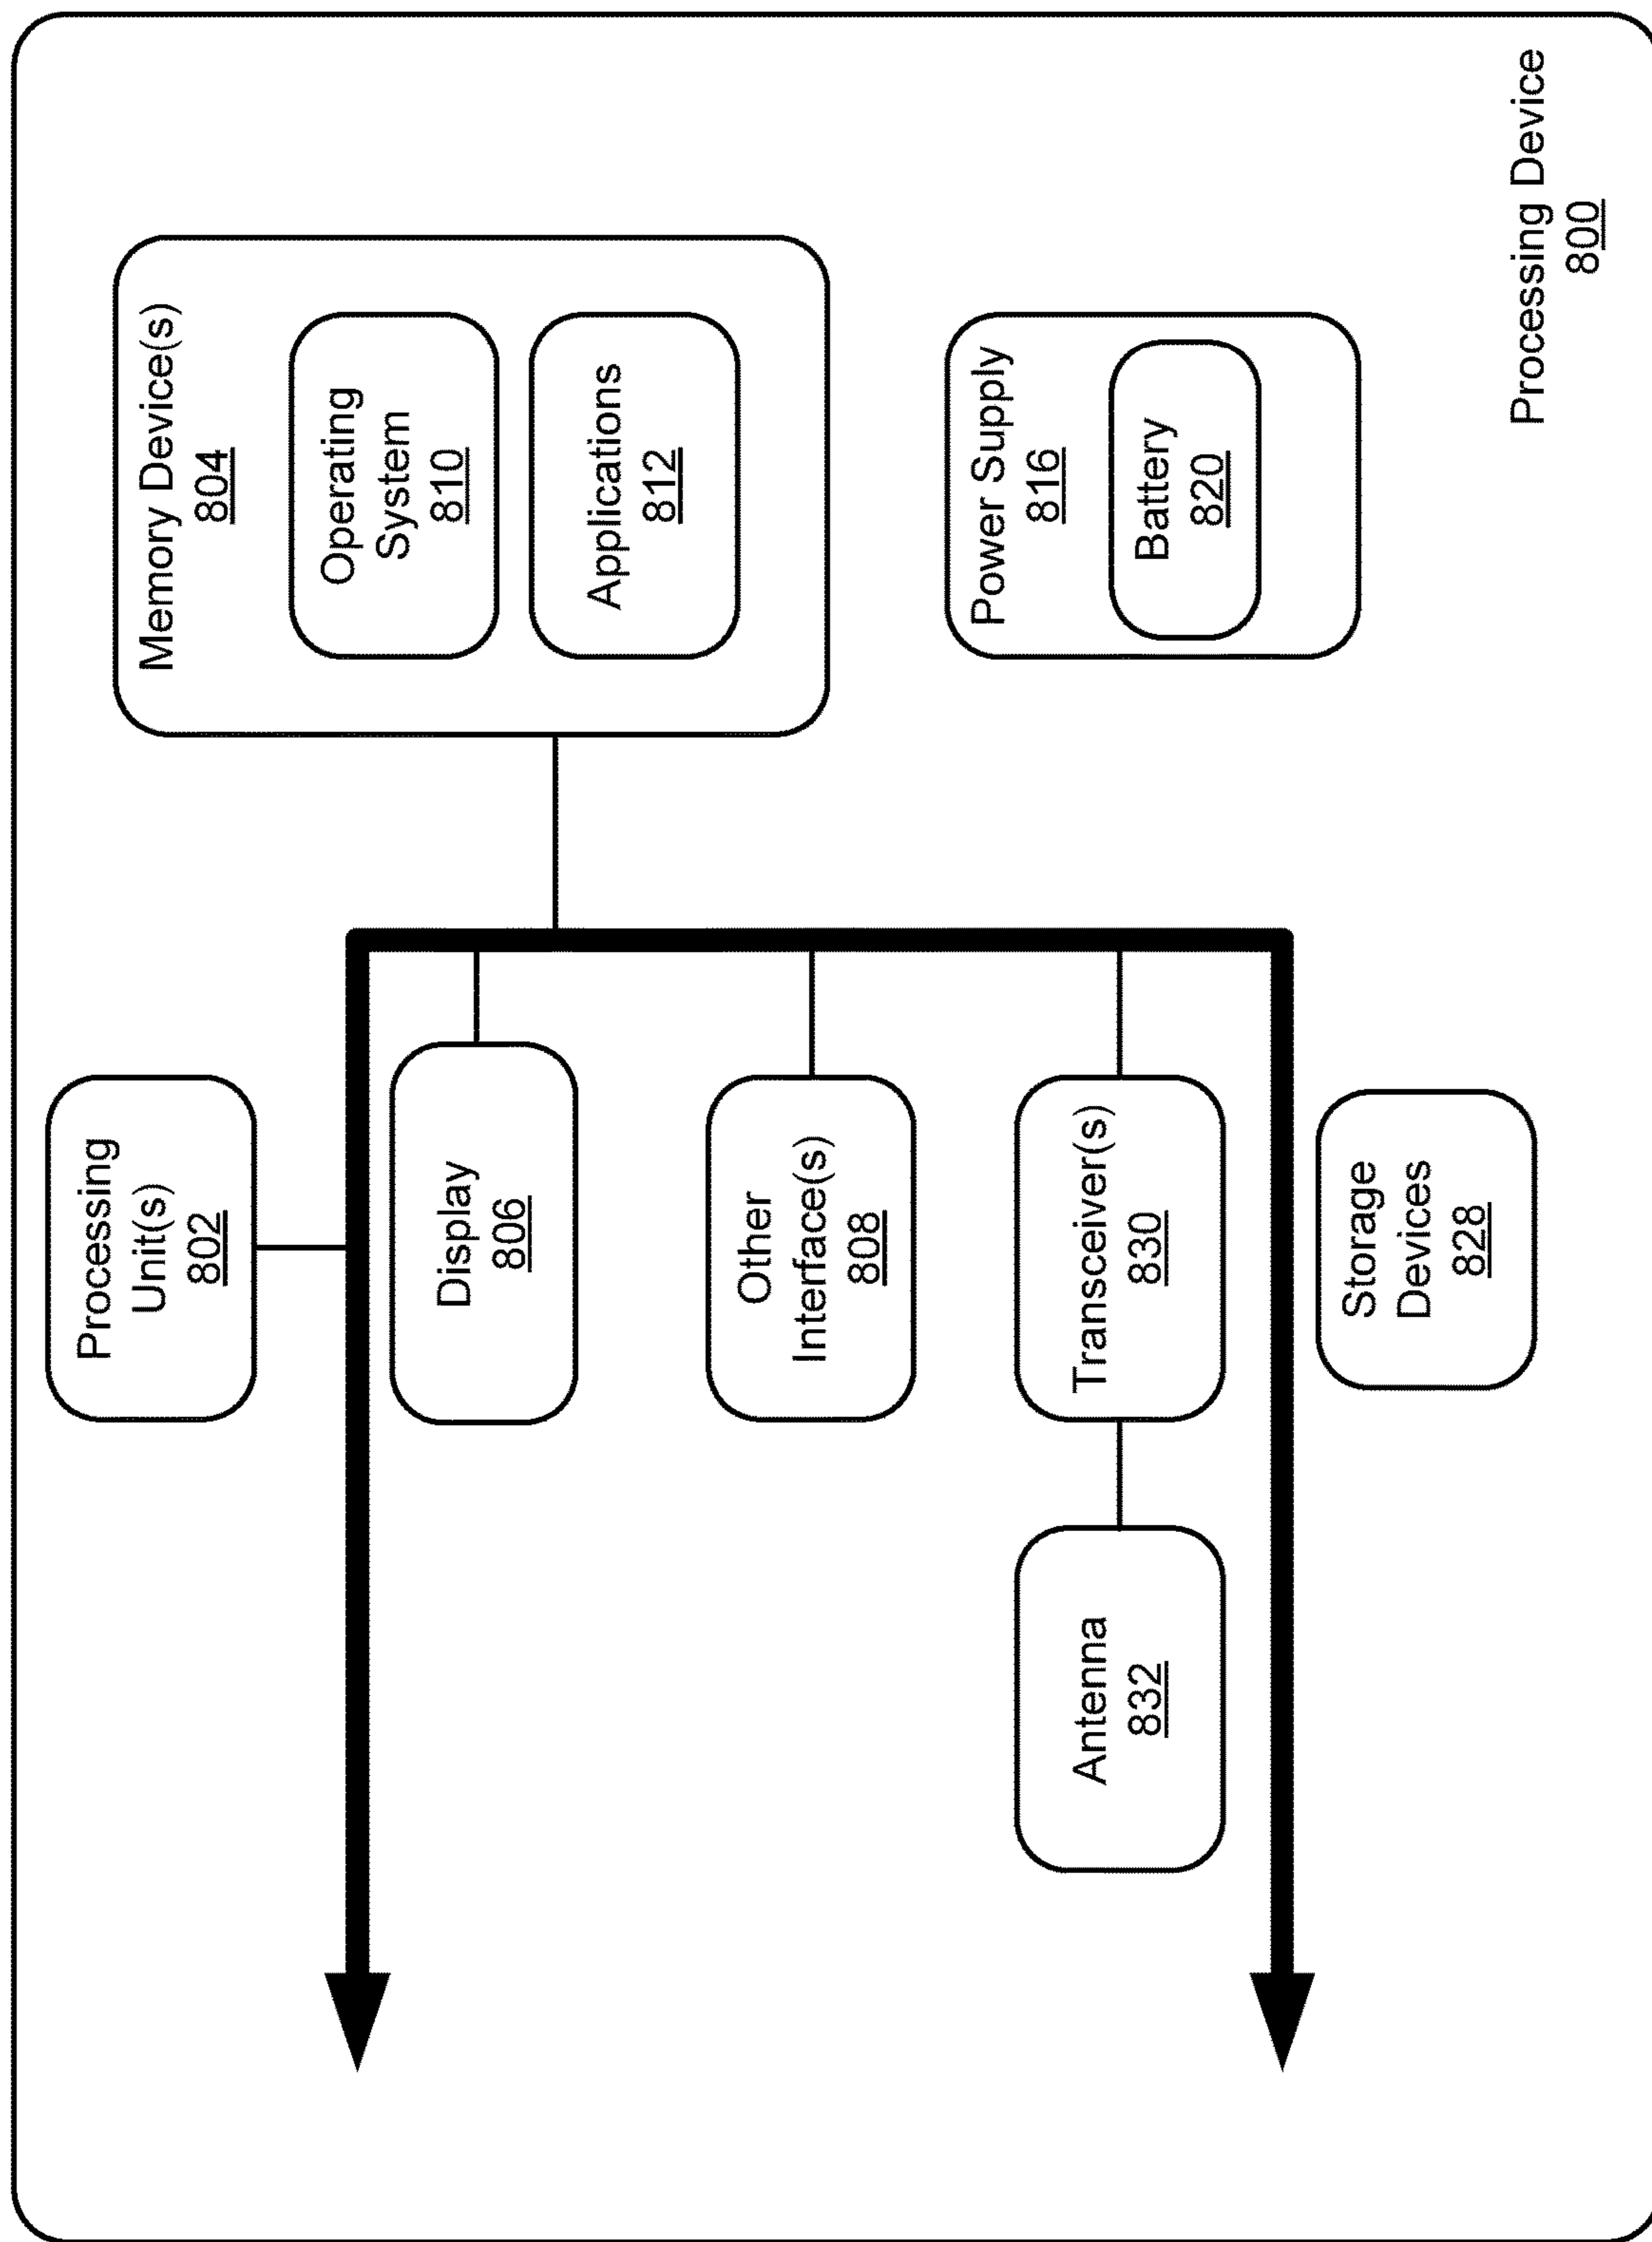 Memory Device(s)
804
Operating
System
810
Applications
812
Power Supply
816
Battery
820
Processing Device
800
Processing
Unit(s)
802
Display
806
Other
Interface(s)
808
Transceiver(s)
830
Storage
Devices
828
Antenna
832